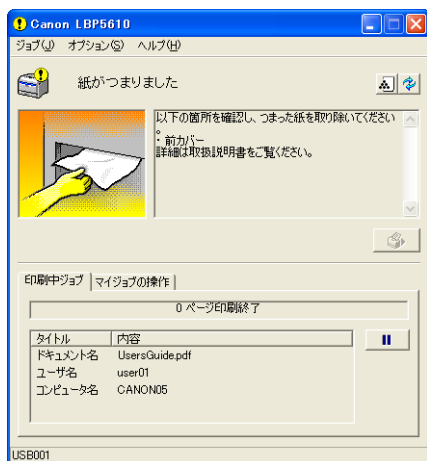 Canon LBP5610
ジョブ(J) オプション(S) ヘルプ(H)
紙がつまりました
以下の箇所を確認し、つまった紙を取り除いてください
。
・前カバー
詳細は取扱説明書をご覧ください。
印刷中ジョブ マイジョブの操作
0 ページ印刷終了
タイトル 内容
ドキュメント名 UsersGuide.pdf
ユーザ名 user01
コンピュータ名 CANON05
USB001